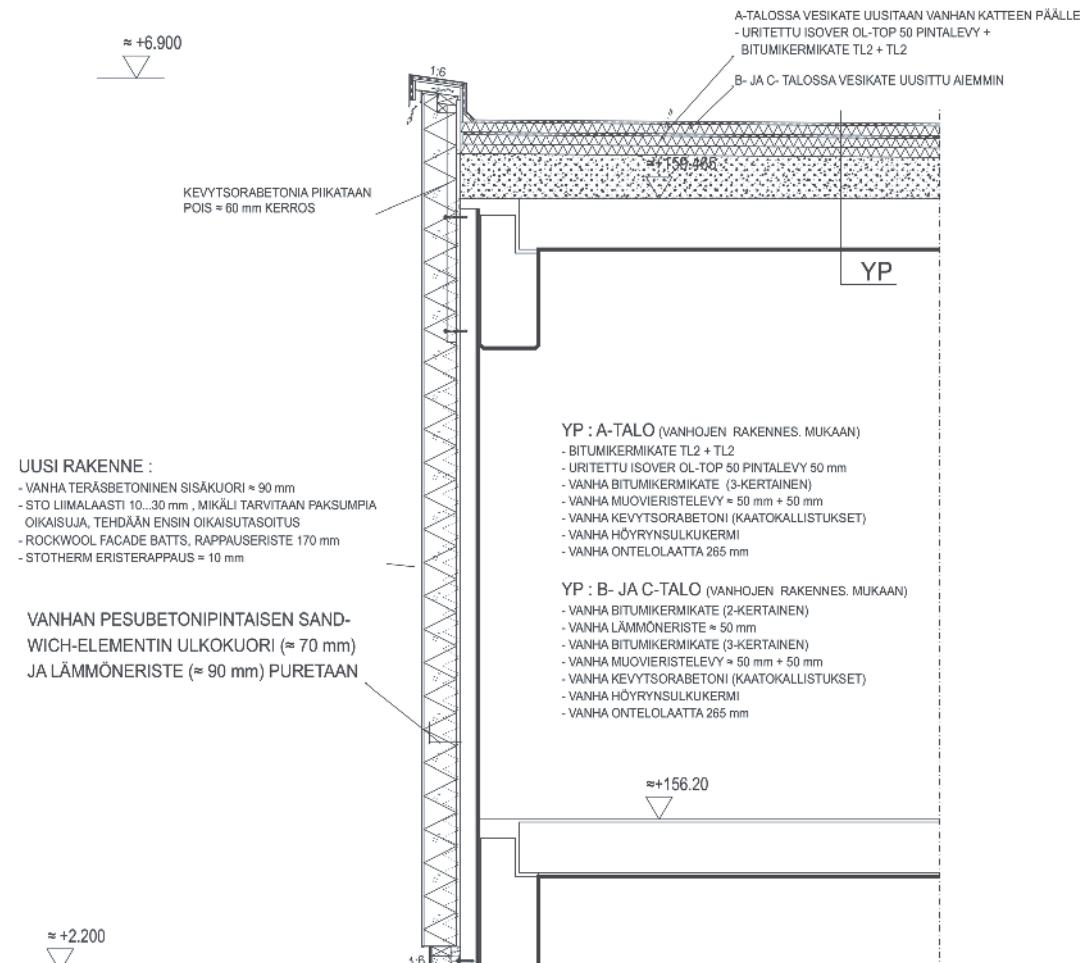 A-TALOSSA VESIKATE UUSITAAN VANHAN KATTEEN PÄÄLLE
- URITETTU ISOVER OL-TOP 50 PINTALEVY +
BITUMIKERMIKATE TL2 + TL2
B- JA C- TALOSSA VESIKATE UUSITTU AIEMMIN
≈ +6.900
1:6
≈+159.465
KEVYTSORABETONIA PIIKATAAN
POIS ≈ 60 mm KERROS
YP
YP : A-TALO (VANHOJEN RAKENNES. MUKAAN)
- BITUMIKERMIKATE TL2 + TL2
- URITETTU ISOVER OL-TOP 50 PINTALEVY 50 mm
- VANHA BITUMIKERMIKATE (3-KERTAINEN)
- VANHA MUOVIERISTELEVY ≈ 50 mm + 50 mm
- VANHA KEVYTSORABETONI (KAATOKALLISTUKSET)
- VANHA HÖYRYNSULKUKERMI
- VANHA ONTELOLAATTA 265 mm
UUSI RAKENNE :
- VANHA TERÄSBETONINEN SISÄKUORI ≈ 90 mm
- STO LIIMALAASTI 10...30 mm , MIKÄLI TARVITAAN PAKSUMPIA
OIKAISUJA, TEHDÄÄN ENSIN OIKAISUTASOITUS
- ROCKWOOL FACADE BATTS, RAPPAUSERISTE 170 mm
- STOTHERM ERISTERAPPAUS ≈ 10 mm
YP : B- JA C-TALO (VANHOJEN RAKENNES. MUKAAN)
- VANHA BITUMIKERMIKATE (2-KERTAINEN)
- VANHA LÄMMÖNERISTE ≈ 50 mm
- VANHA BITUMIKERMIKATE (3-KERTAINEN)
- VANHA MUOVIERISTELEVY ≈ 50 mm + 50 mm
- VANHA KEVYTSORABETONI (KAATOKALLISTUKSET)
- VANHA HÖYRYNSULKUKERMI
- VANHA ONTELOLAATTA 265 mm
VANHAN PESUBETONIPINTAISEN SAND-
WICH-ELEMENTIN ULKOKUORI (≈ 70 mm)
JA LÄMMÖNERISTE (≈ 90 mm) PURETAAN
≈+156.20
≈ +2.200
1:6